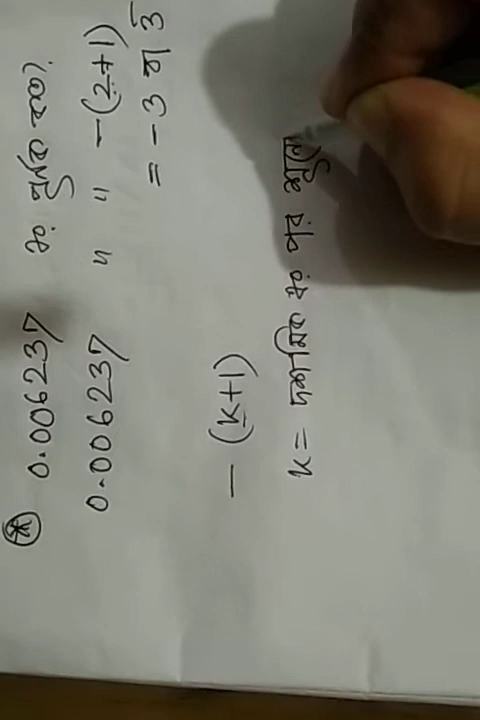 * 0.006237 এর পূর্ণক কত?
0.006237 " " -(2+1)
= -3 বা 3̅
- (k+1)
k = দশমিক এর পর